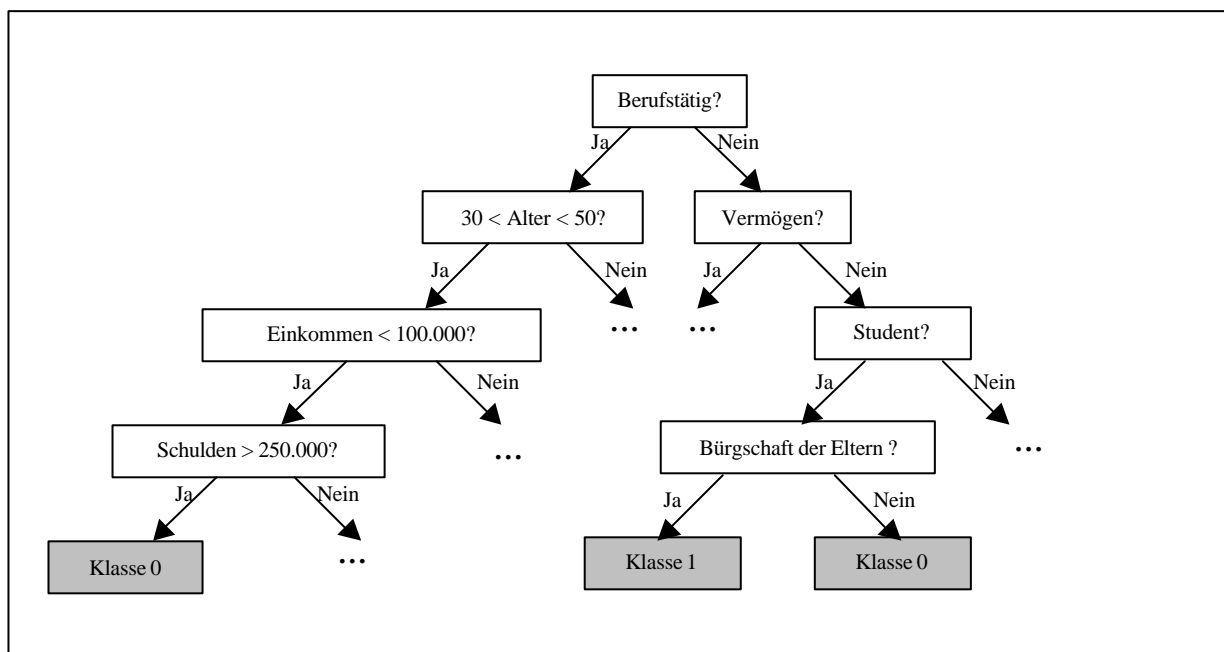 Berufstätig?
Ja
Nein
30 < Alter < 50?
Vermögen?
Ja
Nein
Ja
Nein
...
...
Einkommen < 100.000?
Student?
Ja
Nein
Ja
Nein
Schulden > 250.000?
...
Bürgschaft der Eltern ?
...
Ja
Nein
Ja
Nein
Klasse 0
...
Klasse 1
Klasse 0